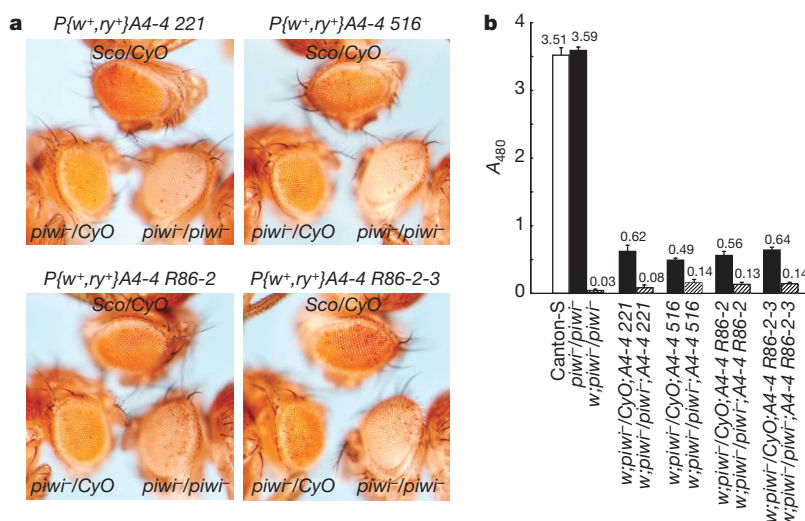 a
P{w+,ry+}A4-4 221
P{w+,ry+}A4-4 516
Sco/CyO
Sco/CyO
piwi−/CyO
piwi−/piwi−
piwi−/CyO
piwi−/piwi−
P{w+,ry+}A4-4 R86-2
P{w+,ry+}A4-4 R86-2-3
Sco/CyO
Sco/CyO
piwi−/CyO
piwi−/piwi−
piwi−/CyO
piwi−/piwi−
b
A480
4
3
2
1
0
3.51
3.59
0.03
0.62
0.08
0.49
0.14
0.56
0.13
0.64
0.14
Canton-S
piwi−/piwi−
w;piwi−/piwi−
w;piwi−/CyO;A4-4 221
w;piwi−/piwi−;A4-4 221
w;piwi−/CyO;A4-4 516
w;piwi−/piwi−;A4-4 516
w;piwi−/CyO;A4-4 R86-2
w;piwi−/piwi−;A4-4 R86-2
w;piwi−/CyO;A4-4 R86-2-3
w;piwi−/piwi−;A4-4 R86-2-3